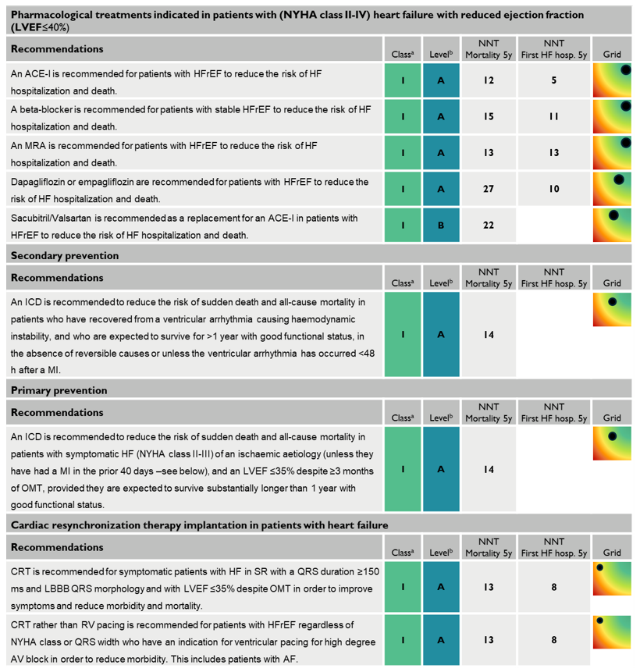 Pharmacological treatments indicated in patients with (NYHA class II-IV) heart failure with reduced ejection fraction
(LVEF≤40%)
Recommendations Classᵃ Levelᵇ NNT Mortality 5y NNT First HF hosp. 5y Grid
An ACE-I is recommended for patients with HFrEF to reduce the risk of HF
hospitalization and death. I A 12 5
A beta-blocker is recommended for patients with stable HFrEF to reduce the risk of HF
hospitalization and death. I A 15 11
An MRA is recommended for patients with HFrEF to reduce the risk of HF
hospitalization and death. I A 13 13
Dapagliflozin or empagliflozin are recommended for patients with HFrEF to reduce the
risk of HF hospitalization and death. I A 27 10
Sacubitril/Valsartan is recommended as a replacement for an ACE-I in patients with
HFrEF to reduce the risk of HF hospitalization and death. I B 22
Secondary prevention
Recommendations Classᵃ Levelᵇ NNT Mortality 5y NNT First HF hosp. 5y Grid
An ICD is recommended to reduce the risk of sudden death and all-cause mortality in
patients who have recovered from a ventricular arrhythmia causing haemodynamic
instability, and who are expected to survive for >1 year with good functional status, in
the absence of reversible causes or unless the ventricular arrhythmia has occurred <48
h after a MI. I A 14
Primary prevention
Recommendations Classᵃ Levelᵇ NNT Mortality 5y NNT First HF hosp. 5y Grid
An ICD is recommended to reduce the risk of sudden death and all-cause mortality in
patients with symptomatic HF (NYHA class II-III) of an ischaemic aetiology (unless they
have had a MI in the prior 40 days –see below), and an LVEF ≤35% despite ≥3 months
of OMT, provided they are expected to survive substantially longer than 1 year with
good functional status. I A 14
Cardiac resynchronization therapy implantation in patients with heart failure
Recommendations Classᵃ Levelᵇ NNT Mortality 5y NNT First HF hosp. 5y Grid
CRT is recommended for symptomatic patients with HF in SR with a QRS duration ≥150
ms and LBBB QRS morphology and with LVEF ≤35% despite OMT in order to improve
symptoms and reduce morbidity and mortality. I A 13 8
CRT rather than RV pacing is recommended for patients with HFrEF regardless of
NYHA class or QRS width who have an indication for ventricular pacing for high degree
AV block in order to reduce morbidity. This includes patients with AF. I A 13 8